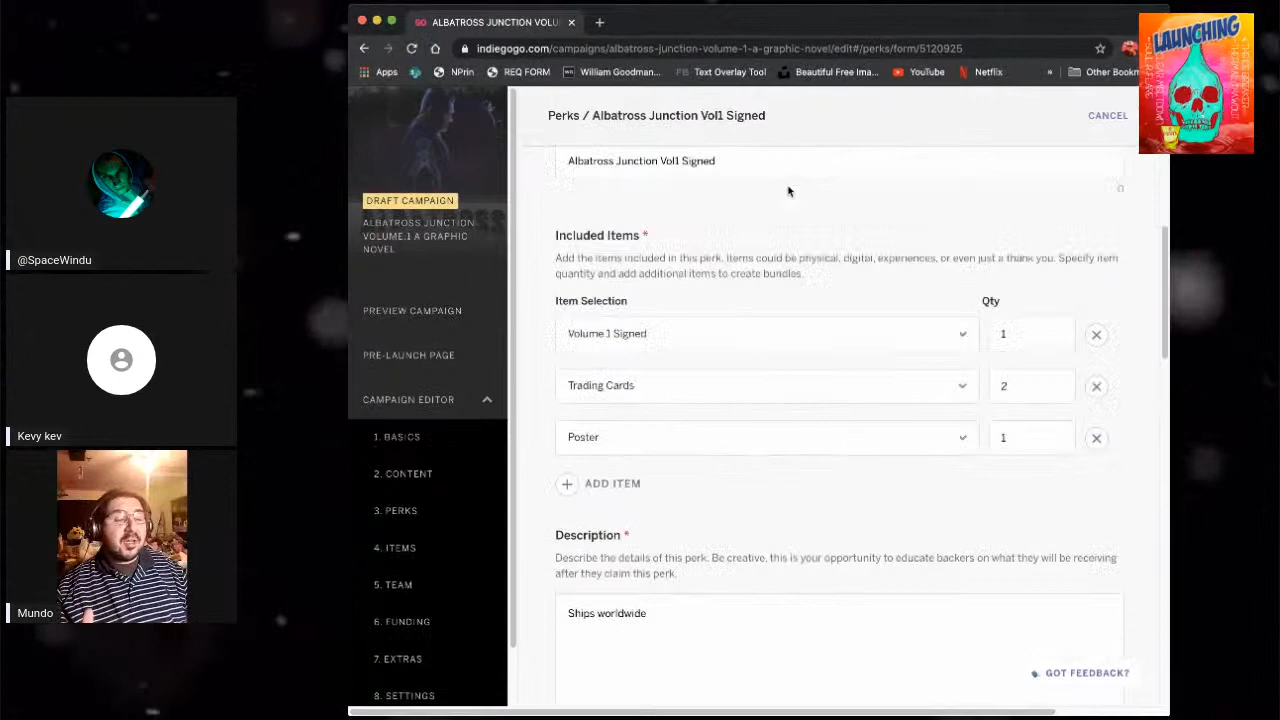 ALBATROSS JUNCTION VOLU
indiegogo.com/campaigns/albatross-junction-volume-1-a-graphic-novel/edit#/perks/form/5120925
Apps
NPrin
REQ FORM
William Goodman...
Text Overlay Tool
Beautiful Free Ima...
YouTube
Netflix
»
Other Bookm
LAUNCHING
@SpaceWindu
Kevy kev
Mundo
DRAFT CAMPAIGN
ALBATROSS JUNCTION
VOLUME.1 A GRAPHIC
NOVEL
PREVIEW CAMPAIGN
PRE-LAUNCH PAGE
CAMPAIGN EDITOR
1. BASICS
2. CONTENT
3. PERKS
4. ITEMS
5. TEAM
6. FUNDING
7. EXTRAS
8. SETTINGS
Perks / Albatross Junction Vol1 Signed
CANCEL
Albatross Junction Vol1 Signed
0
Included Items *
Add the items included in this perk. Items could be physical, digital, experiences, or even just a thank you. Specify item
quantity and add additional items to create bundles.
Item Selection
Qty
Volume.1 Signed
1
Trading Cards
2
Poster
1
ADD ITEM
Description *
Describe the details of this perk. Be creative, this is your opportunity to educate backers on what they will be receiving
after they claim this perk.
Ships worldwide
GOT FEEDBACK?